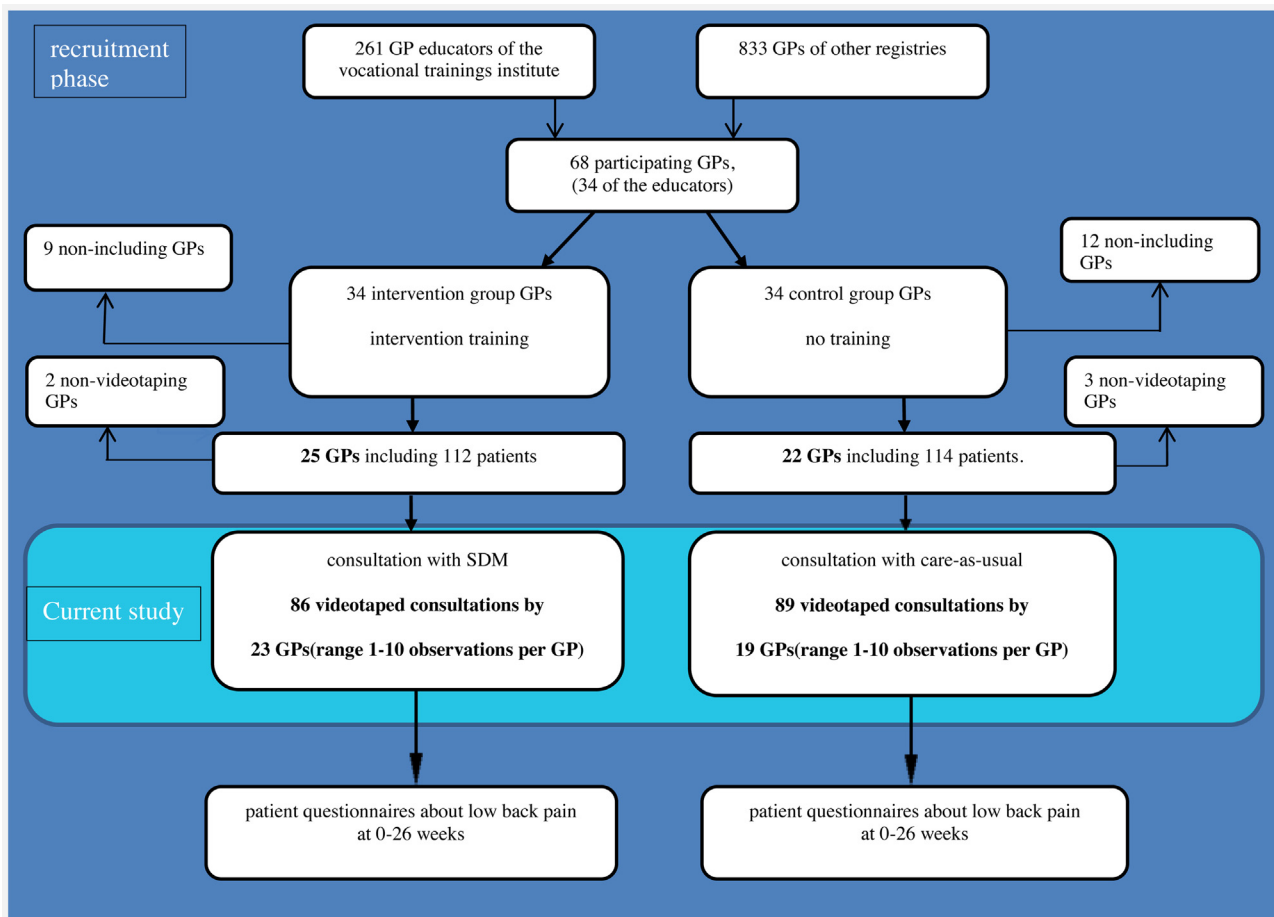 recruitment
phase
261 GP educators of the
vocational trainings institute
833 GPs of other registries
68 participating GPs,
(34 of the educators)
9 non-including GPs
12 non-including
GPs
34 intervention group GPs
intervention training
34 control group GPs
no training
2 non-videotaping
GPs
3 non-videotaping
GPs
25 GPs including 112 patients
22 GPs including 114 patients.
Current study
consultation with SDM
86 videotaped consultations by
23 GPs(range 1-10 observations per GP)
consultation with care-as-usual
89 videotaped consultations by
19 GPs(range 1-10 observations per GP)
patient questionnaires about low back pain
at 0-26 weeks
patient questionnaires about low back pain
at 0-26 weeks